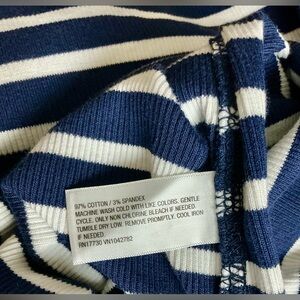 97% COTTON / 3% SPANDEX
MACHINE WASH COLD WITH LIKE COLORS. GENTLE
CYCLE. ONLY NON CHLORINE BLEACH IF NEEDED.
TUMBLE DRY LOW. REMOVE PROMPTLY. COOL IRON
IF NEEDED.
RN17730 VN1042782